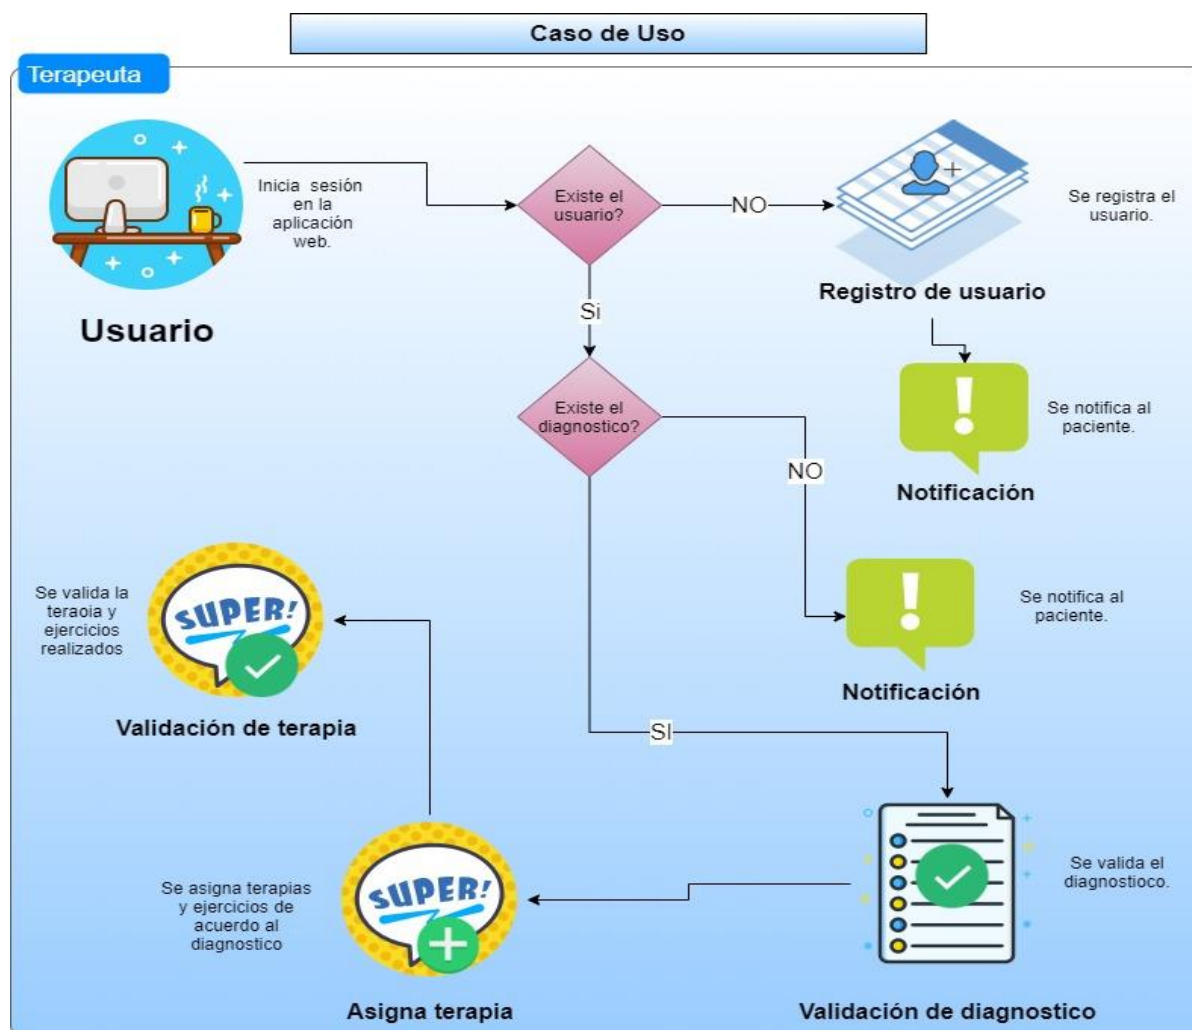 Caso de Uso
Terapeuta
Inicia sesión
en la
aplicación
web.
Usuario
Existe el
usuario?
NO
Se registra el
usuario.
Registro de usuario
Si
Existe el
diagnostico?
NO
Se notifica al
paciente.
Notificación
Se notifica al
paciente.
Notificación
Se valida la
teraoia y
ejercicios
realizados
SUPER!
Validación de terapia
SI
Se valida el
diagnostioco.
Validación de diagnostico
Se asigna terapias
y ejercicios de
acuerdo al
diagnostico
SUPER!
Asigna terapia